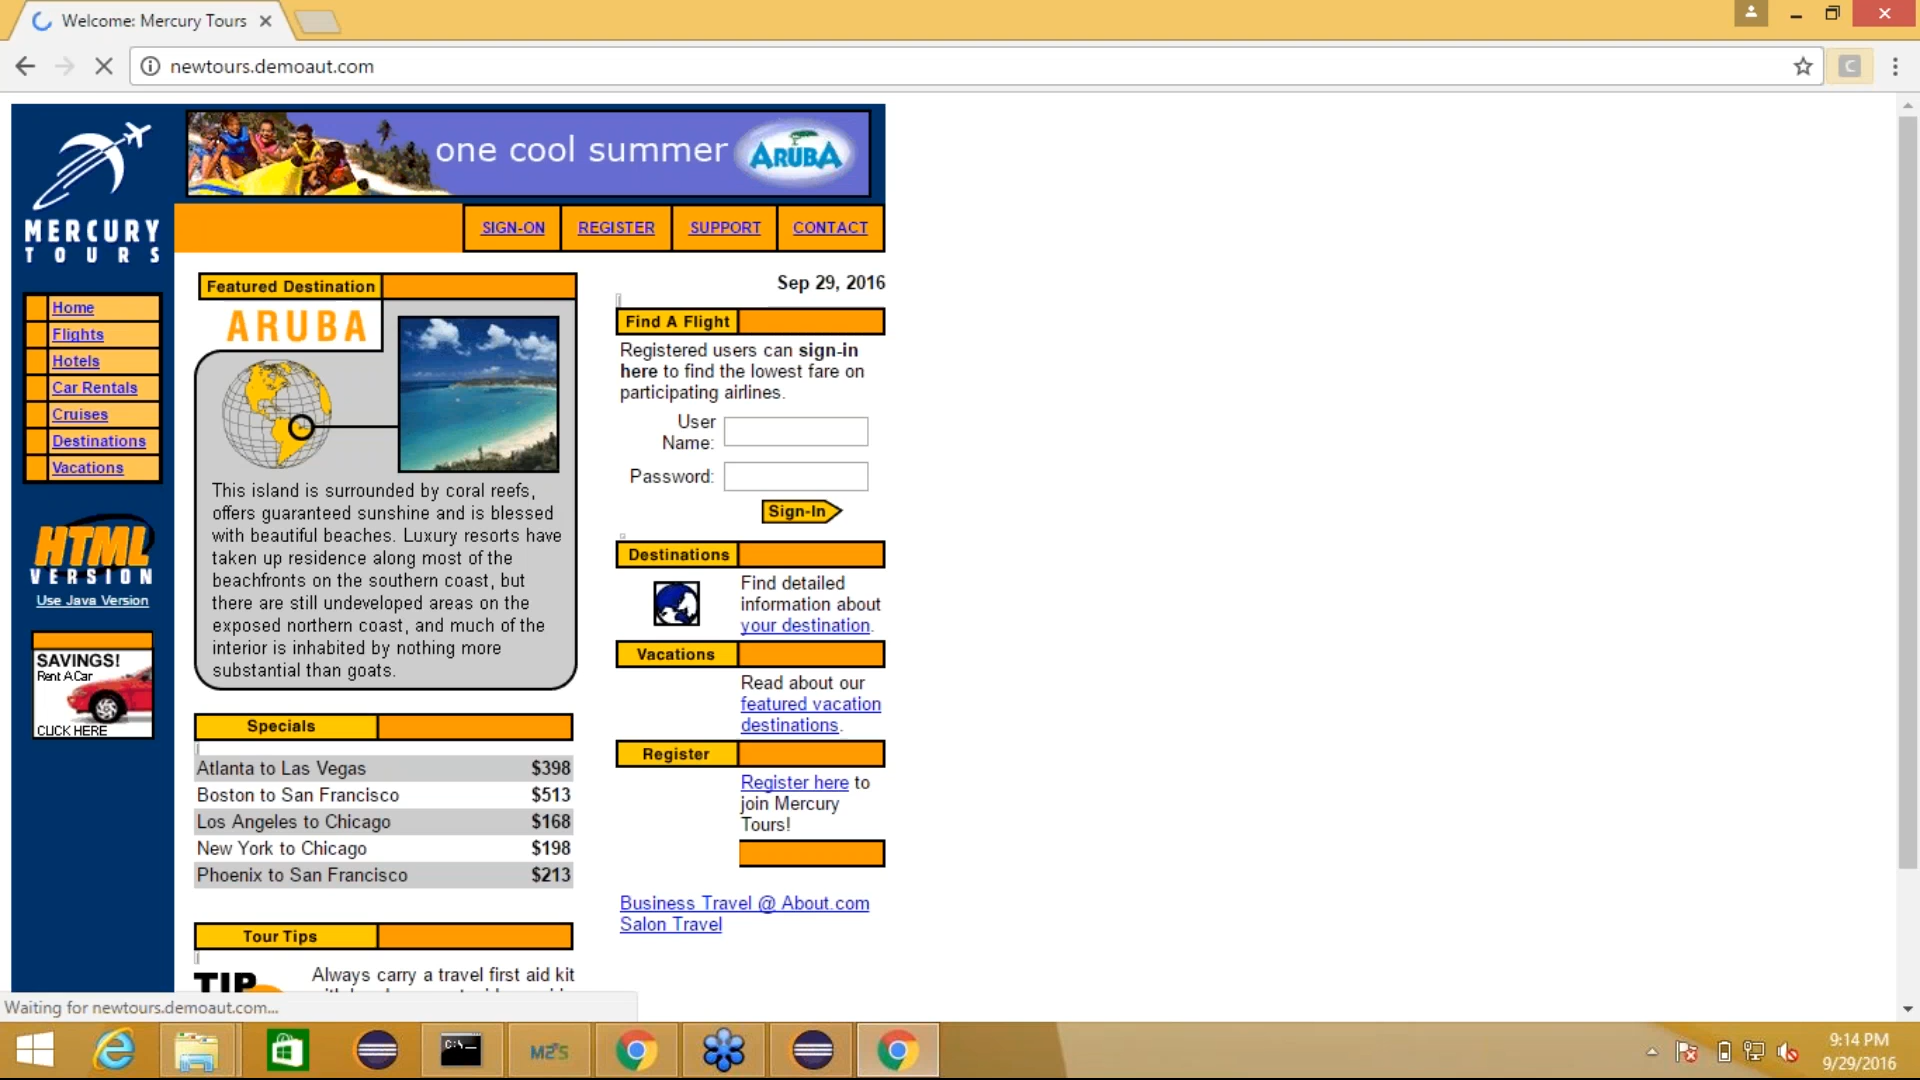 Welcome: Mercury Tours
newtours.demoaut.com
C
one cool summer
ARUBA
MERCURY
TOURS
SIGN-ON
REGISTER
SUPPORT
CONTACT
Home
Flights
Hotels
Car Rentals
Cruises
Destinations
Vacations
HTML
VERSION
Use Java Version
SAVINGS!
Rent A Car
CLICK HERE
Featured Destination
ARUBA
This island is surrounded by coral reefs,
offers guaranteed sunshine and is blessed
with beautiful beaches. Luxury resorts have
taken up residence along most of the
beachfronts on the southern coast, but
there are still undeveloped areas on the
exposed northern coast, and much of the
interior is inhabited by nothing more
substantial than goats.
Specials
Atlanta to Las Vegas $398
Boston to San Francisco $513
Los Angeles to Chicago $168
New York to Chicago $198
Phoenix to San Francisco $213
Tour Tips
TIP
Always carry a travel first aid kit
Sep 29, 2016
Find A Flight
Registered users can sign-in
here to find the lowest fare on
participating airlines.
User
Name:
Password:
Sign-In
Destinations
Find detailed
information about
your destination.
Vacations
Read about our
featured vacation
destinations.
Register
Register here to
join Mercury
Tours!
Business Travel @ About.com
Salon Travel
Waiting for newtours.demoaut.com...
C:\_
M2'S
9:14 PM
9/29/2016